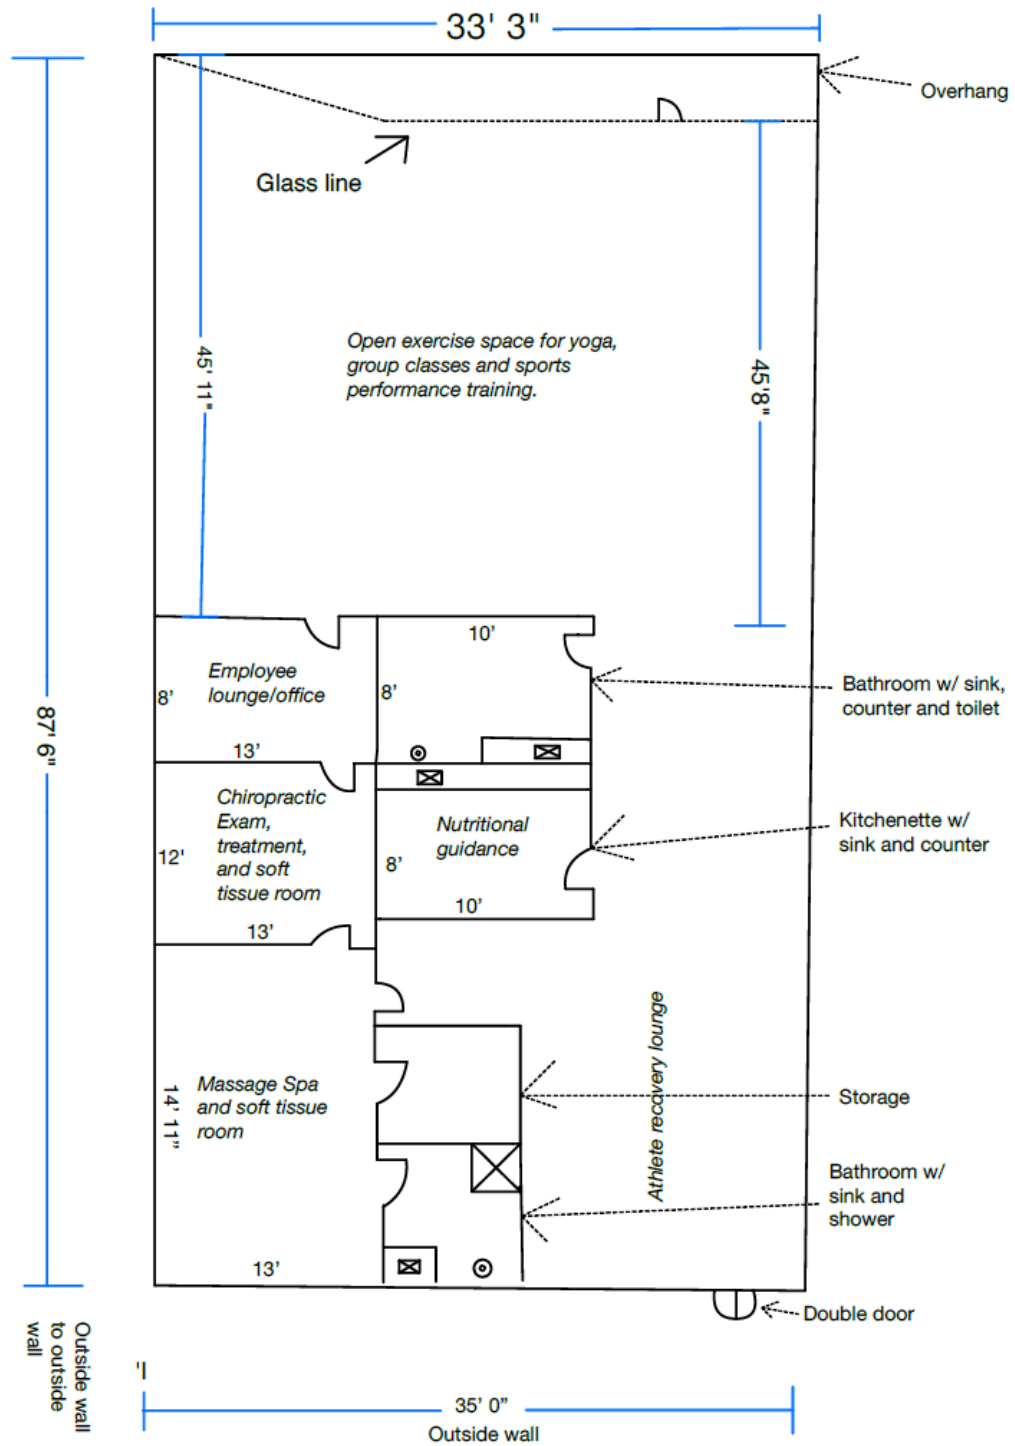 33' 3"
Overhang
Glass line
45' 11"
45'8"
Open exercise space for yoga,
group classes and sports
performance training.
87' 6"
10'
Employee
lounge/office
8'
8'
13'
Bathroom w/ sink,
counter and toilet
Chiropractic
Exam,
treatment,
and soft
tissue room
12'
13'
Nutritional
guidance
8'
10'
Kitchenette w/
sink and counter
Athlete recovery lounge
Massage Spa
and soft tissue
room
14' 11"
13'
Storage
Bathroom w/
sink and
shower
Double door
Outside wall
to outside
wall
'l
35' 0"
Outside wall